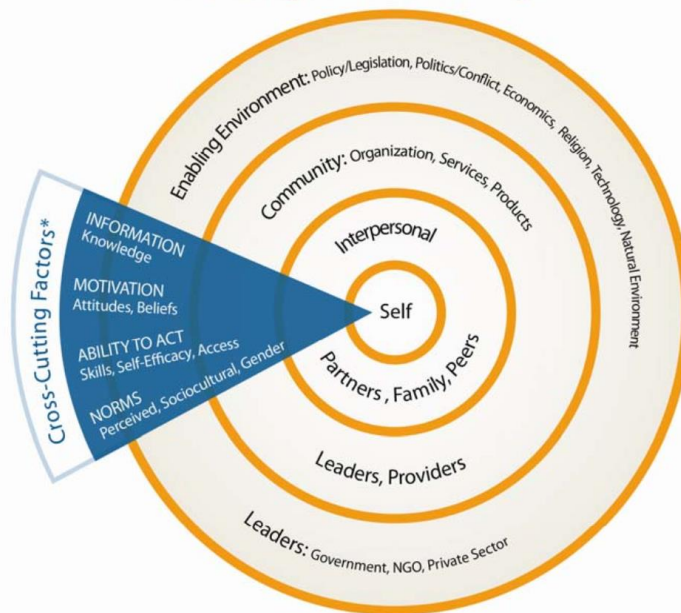 Enabling Environment: Policy/Legislation, Politics/Conflict, Economics, Religion, Technology, Natural Environment
Community: Organization, Services, Products
Interpersonal
Self
Partners, Family, Peers
Leaders, Providers
Leaders: Government, NGO, Private Sector
Cross-Cutting Factors*
INFORMATION
Knowledge
MOTIVATION
Attitudes, Beliefs
ABILITY TO ACT
Skills, Self-Efficacy, Access
NORMS
Perceived, Sociocultural, Gender